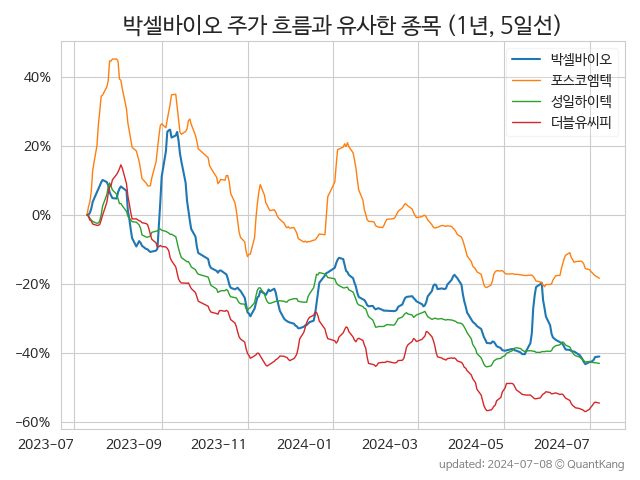 박셀바이오 주가 흐름과 유사한 종목 (1년, 5일선)
박셀바이오
포스코엠텍
성일하이텍
더블유씨피
40%
20%
0%
−20%
−40%
−60%
2023-07 2023-09 2023-11 2024-01 2024-03 2024-05 2024-07
updated: 2024-07-08 © QuantKang